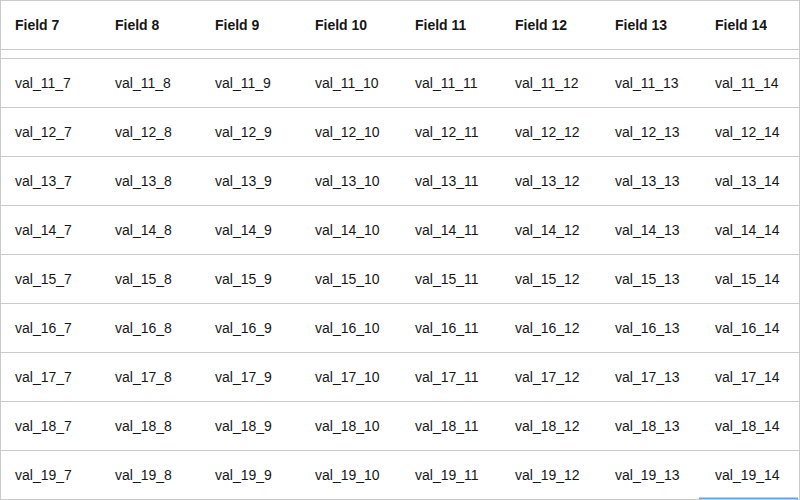 Field 7 Field 8 Field 9 Field 10 Field 11 Field 12 Field 13 Field 14
val_11_7 val_11_8 val_11_9 val_11_10 val_11_11 val_11_12 val_11_13 val_11_14
val_12_7 val_12_8 val_12_9 val_12_10 val_12_11 val_12_12 val_12_13 val_12_14
val_13_7 val_13_8 val_13_9 val_13_10 val_13_11 val_13_12 val_13_13 val_13_14
val_14_7 val_14_8 val_14_9 val_14_10 val_14_11 val_14_12 val_14_13 val_14_14
val_15_7 val_15_8 val_15_9 val_15_10 val_15_11 val_15_12 val_15_13 val_15_14
val_16_7 val_16_8 val_16_9 val_16_10 val_16_11 val_16_12 val_16_13 val_16_14
val_17_7 val_17_8 val_17_9 val_17_10 val_17_11 val_17_12 val_17_13 val_17_14
val_18_7 val_18_8 val_18_9 val_18_10 val_18_11 val_18_12 val_18_13 val_18_14
val_19_7 val_19_8 val_19_9 val_19_10 val_19_11 val_19_12 val_19_13 val_19_14